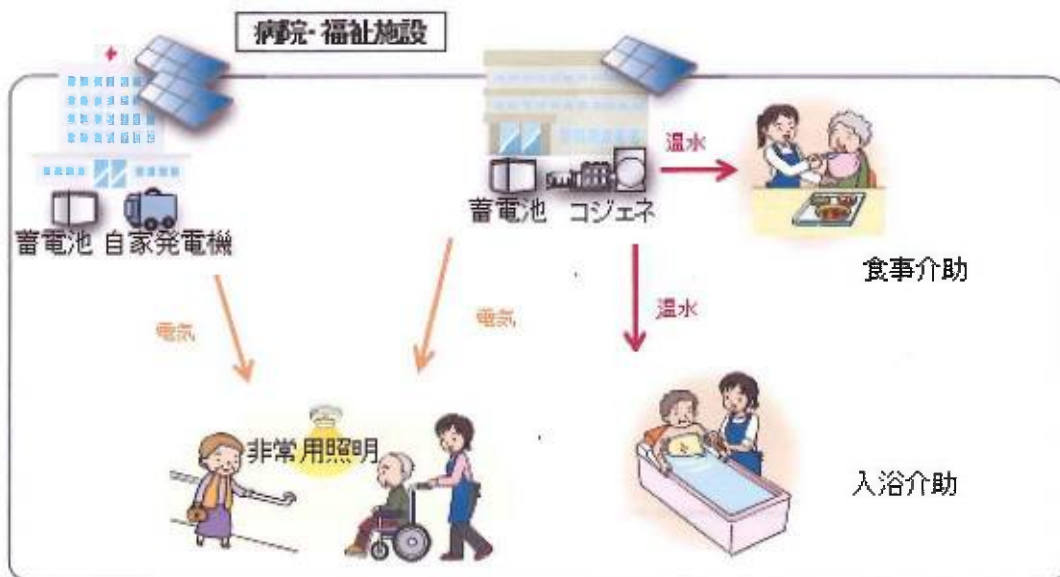 病院・福祉施設
蓄電池 自家発電機
蓄電池 コジェネ
温水
食事介助
電気
電気
温水
非常用照明
入浴介助